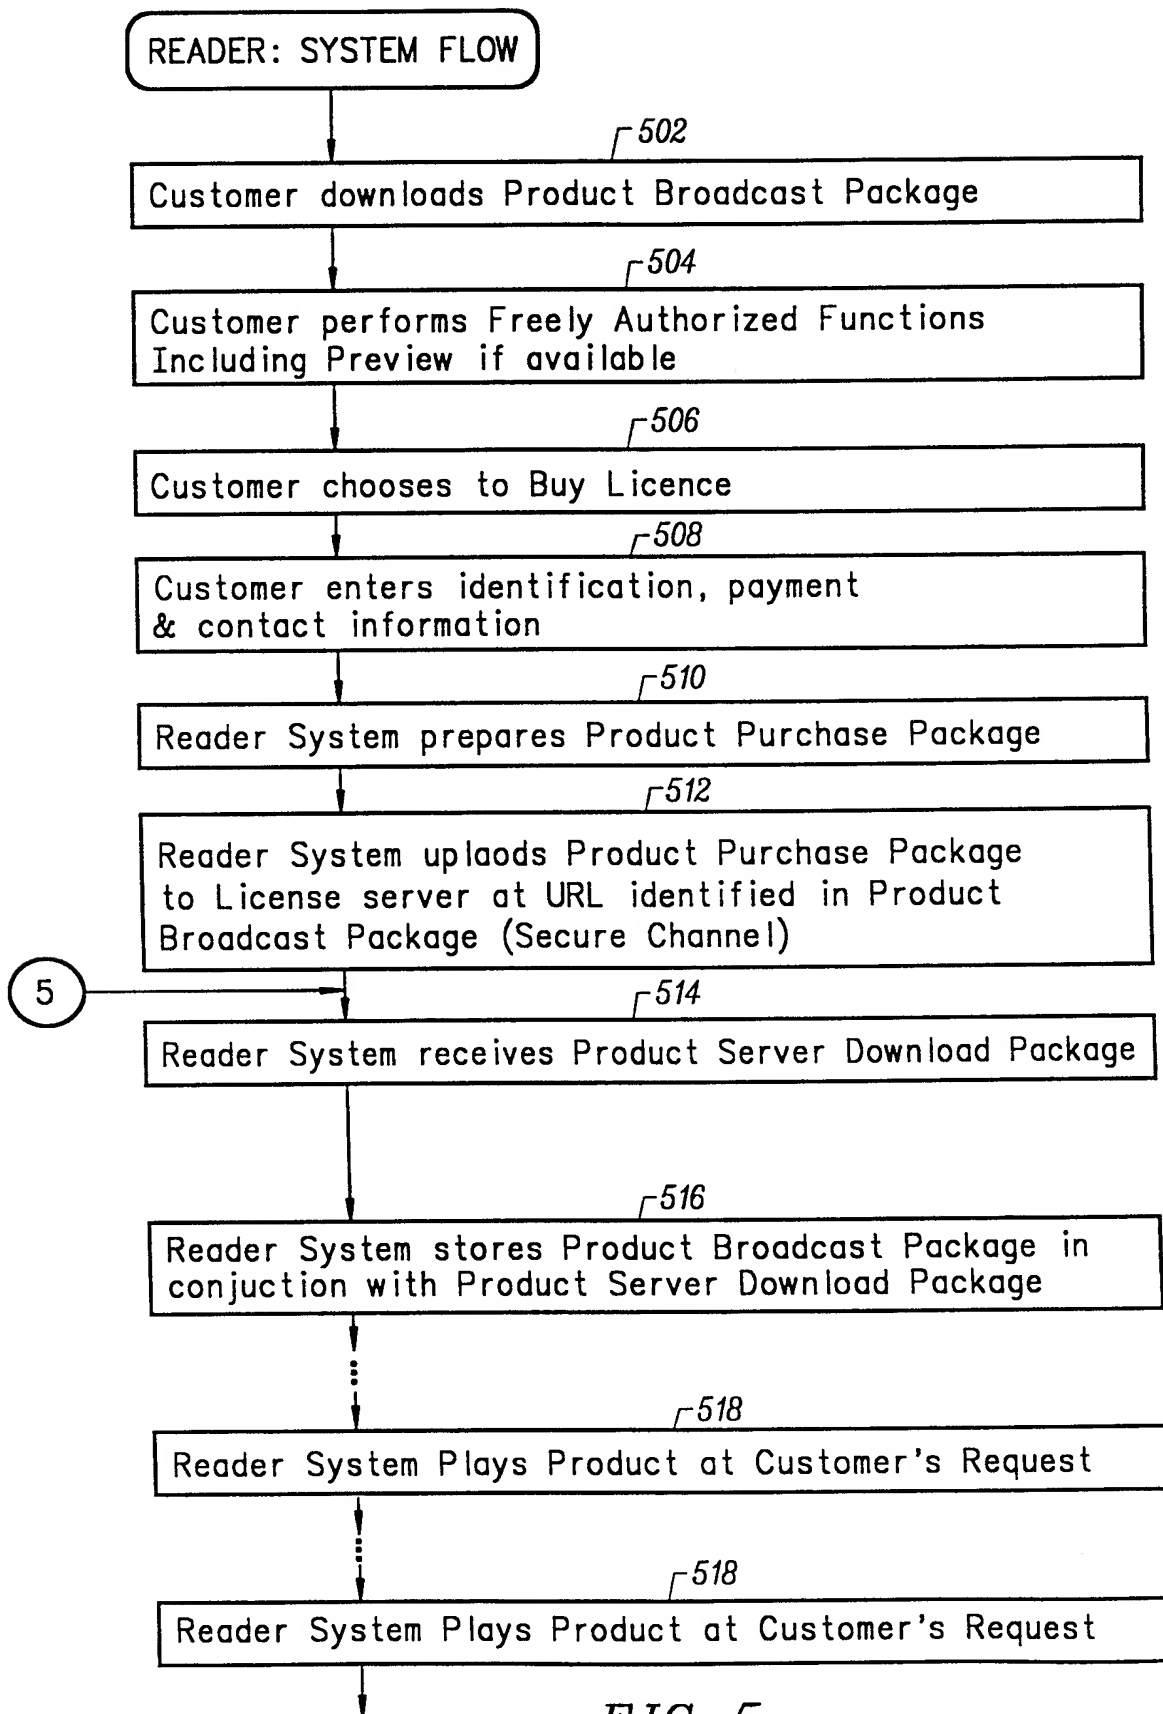 READER: SYSTEM FLOW
502
Customer downloads Product Broadcast Package
504
Customer performs Freely Authorized Functions
Including Preview if available
506
Customer chooses to Buy Licence
508
Customer enters identification, payment
& contact information
510
Reader System prepares Product Purchase Package
512
Reader System uplaods Product Purchase Package
to License server at URL identified in Product
Broadcast Package (Secure Channel)
5
514
Reader System receives Product Server Download Package
516
Reader System stores Product Broadcast Package in
conjuction with Product Server Download Package
518
Reader System Plays Product at Customer's Request
518
Reader System Plays Product at Customer's Request
FIG. 5